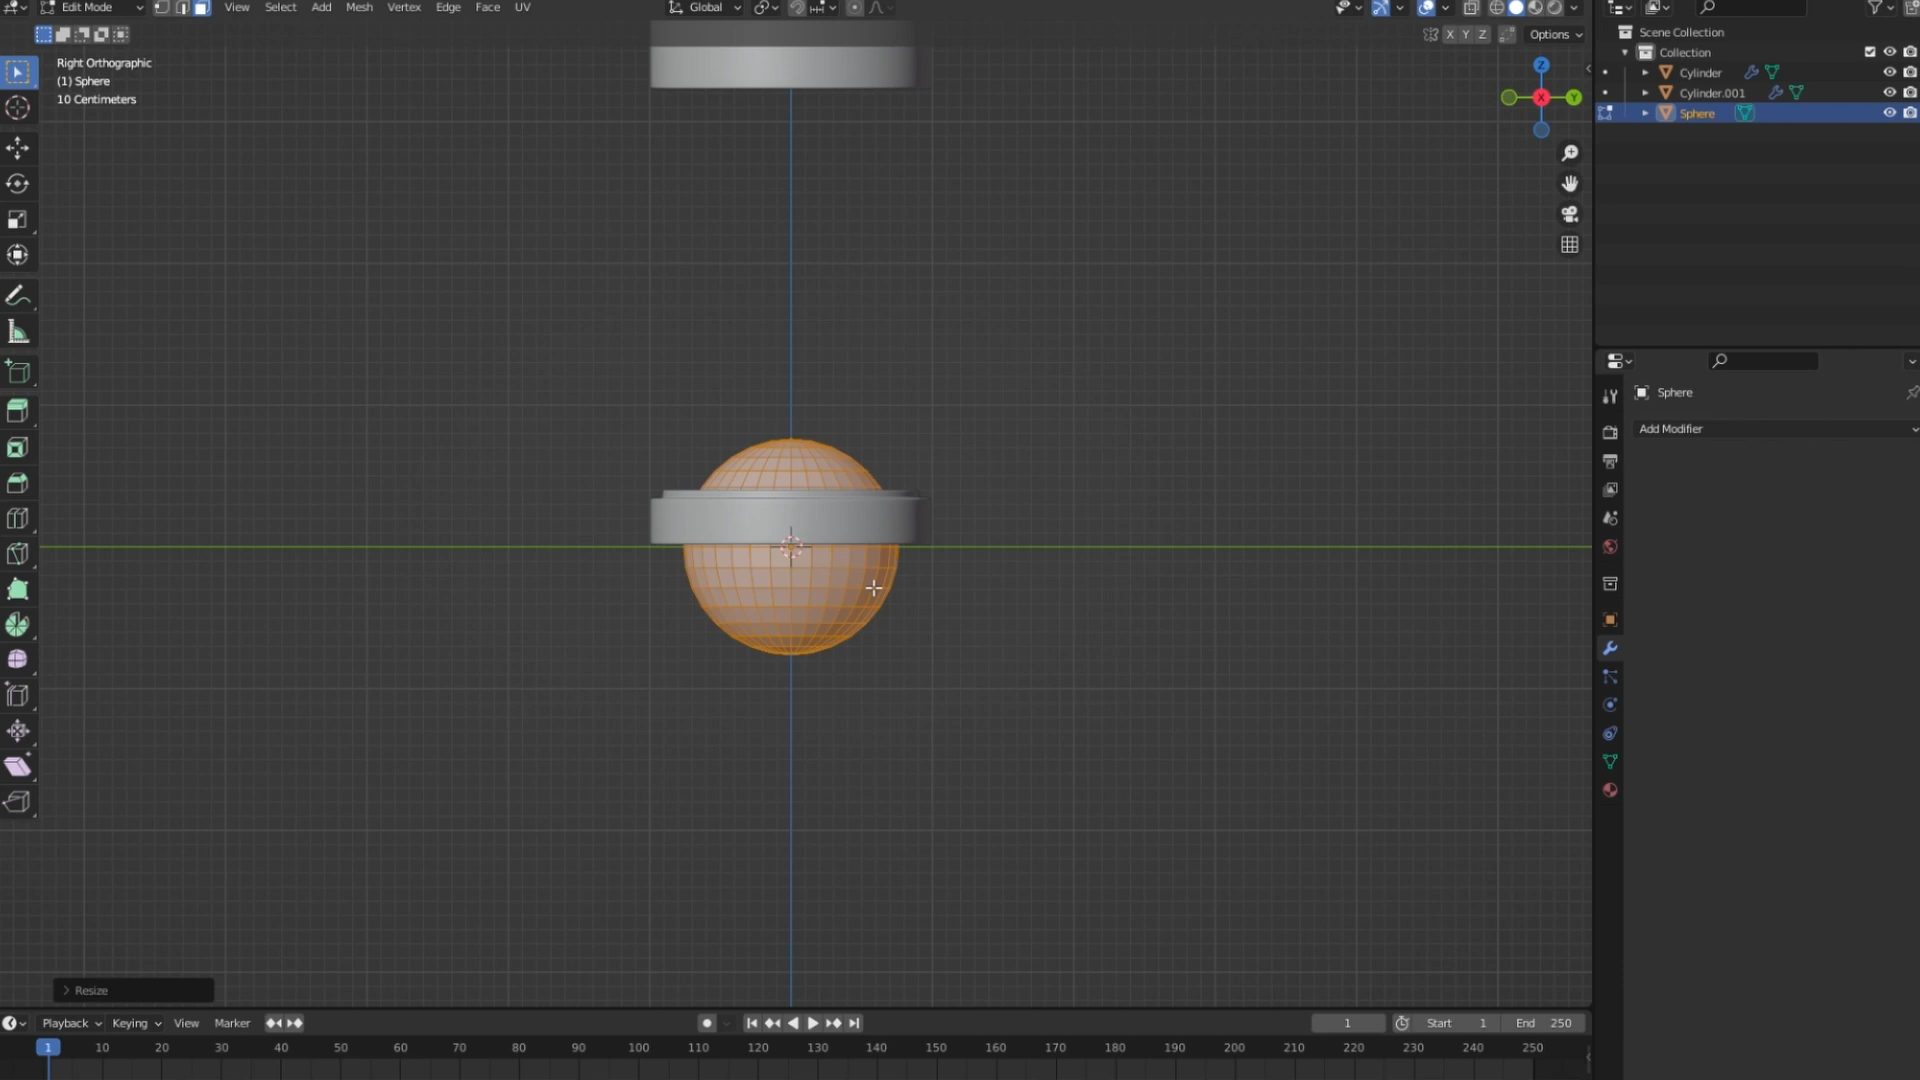 Edit Mode View Select Add Mesh Vertex Edge Face UV Global
X Y Z Options
Right Orthographic
(1) Sphere
10 Centimeters
Z
X Y
Scene Collection
Collection
Cylinder
Cylinder.001
Sphere
Sphere
Add Modifier
Resize
Playback Keying View Marker 1 Start 1 End 250
1 10 20 30 40 50 60 70 80 90 100 110 120 130 140 150 160 170 180 190 200 210 220 230 240 250